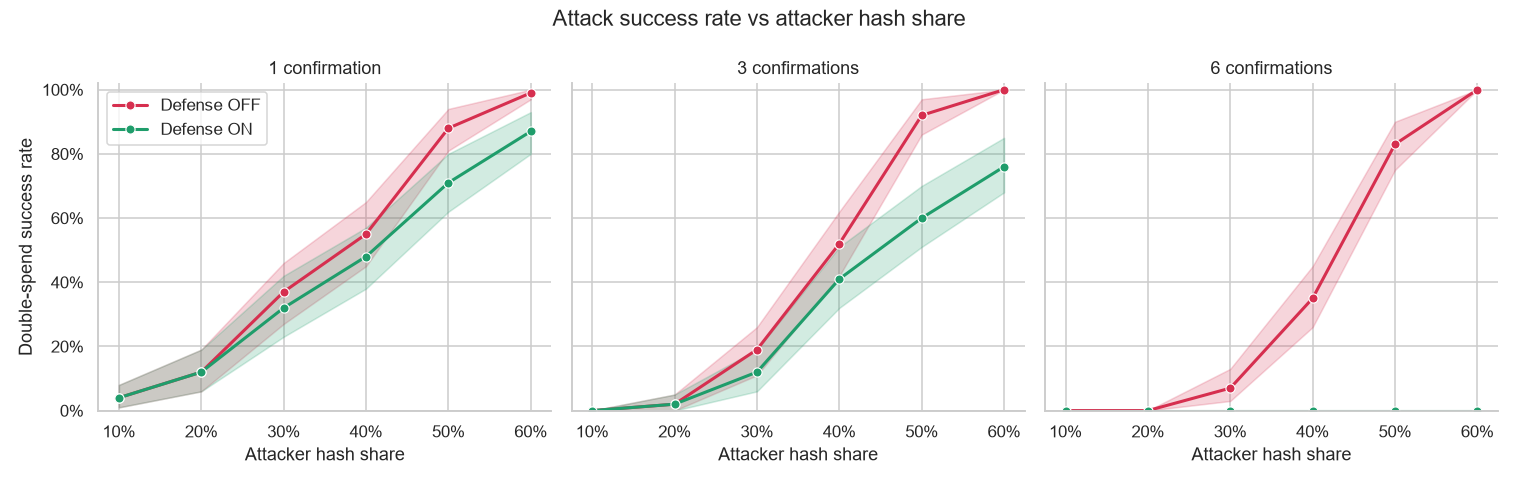 Attack success rate vs attacker hash share
1 confirmation
3 confirmations
6 confirmations
Double-spend success rate
100%
80%
60%
40%
20%
0%
Defense OFF
Defense ON
10% 20% 30% 40% 50% 60%
10% 20% 30% 40% 50% 60%
10% 20% 30% 40% 50% 60%
Attacker hash share
Attacker hash share
Attacker hash share